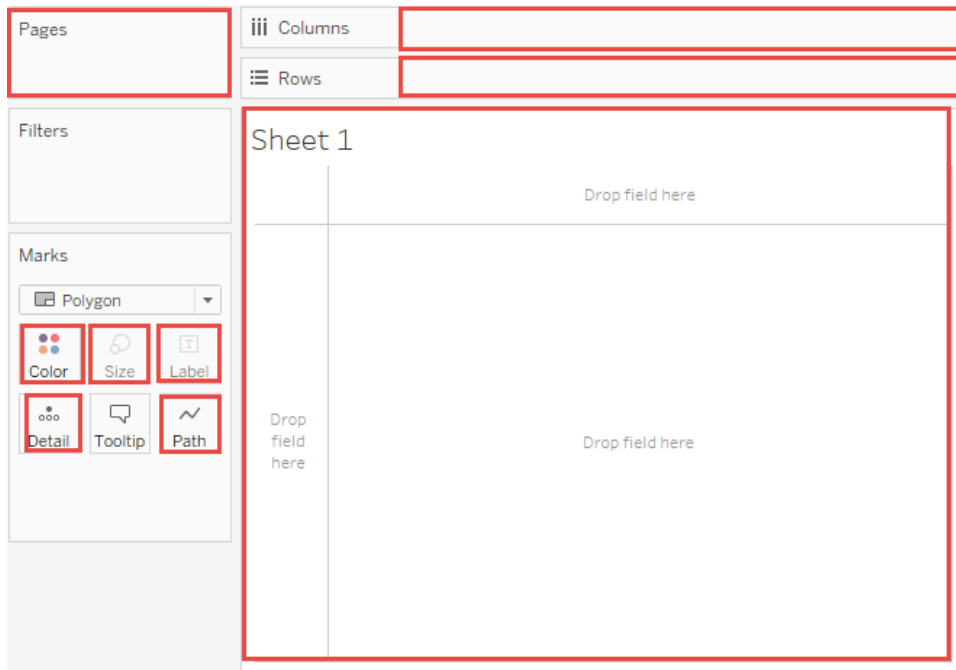 Pages
Columns
Rows
Filters
Sheet 1
Drop field here
Marks
Polygon
Color Size Label
T
Detail Tooltip Path
Drop
field
here
Drop field here